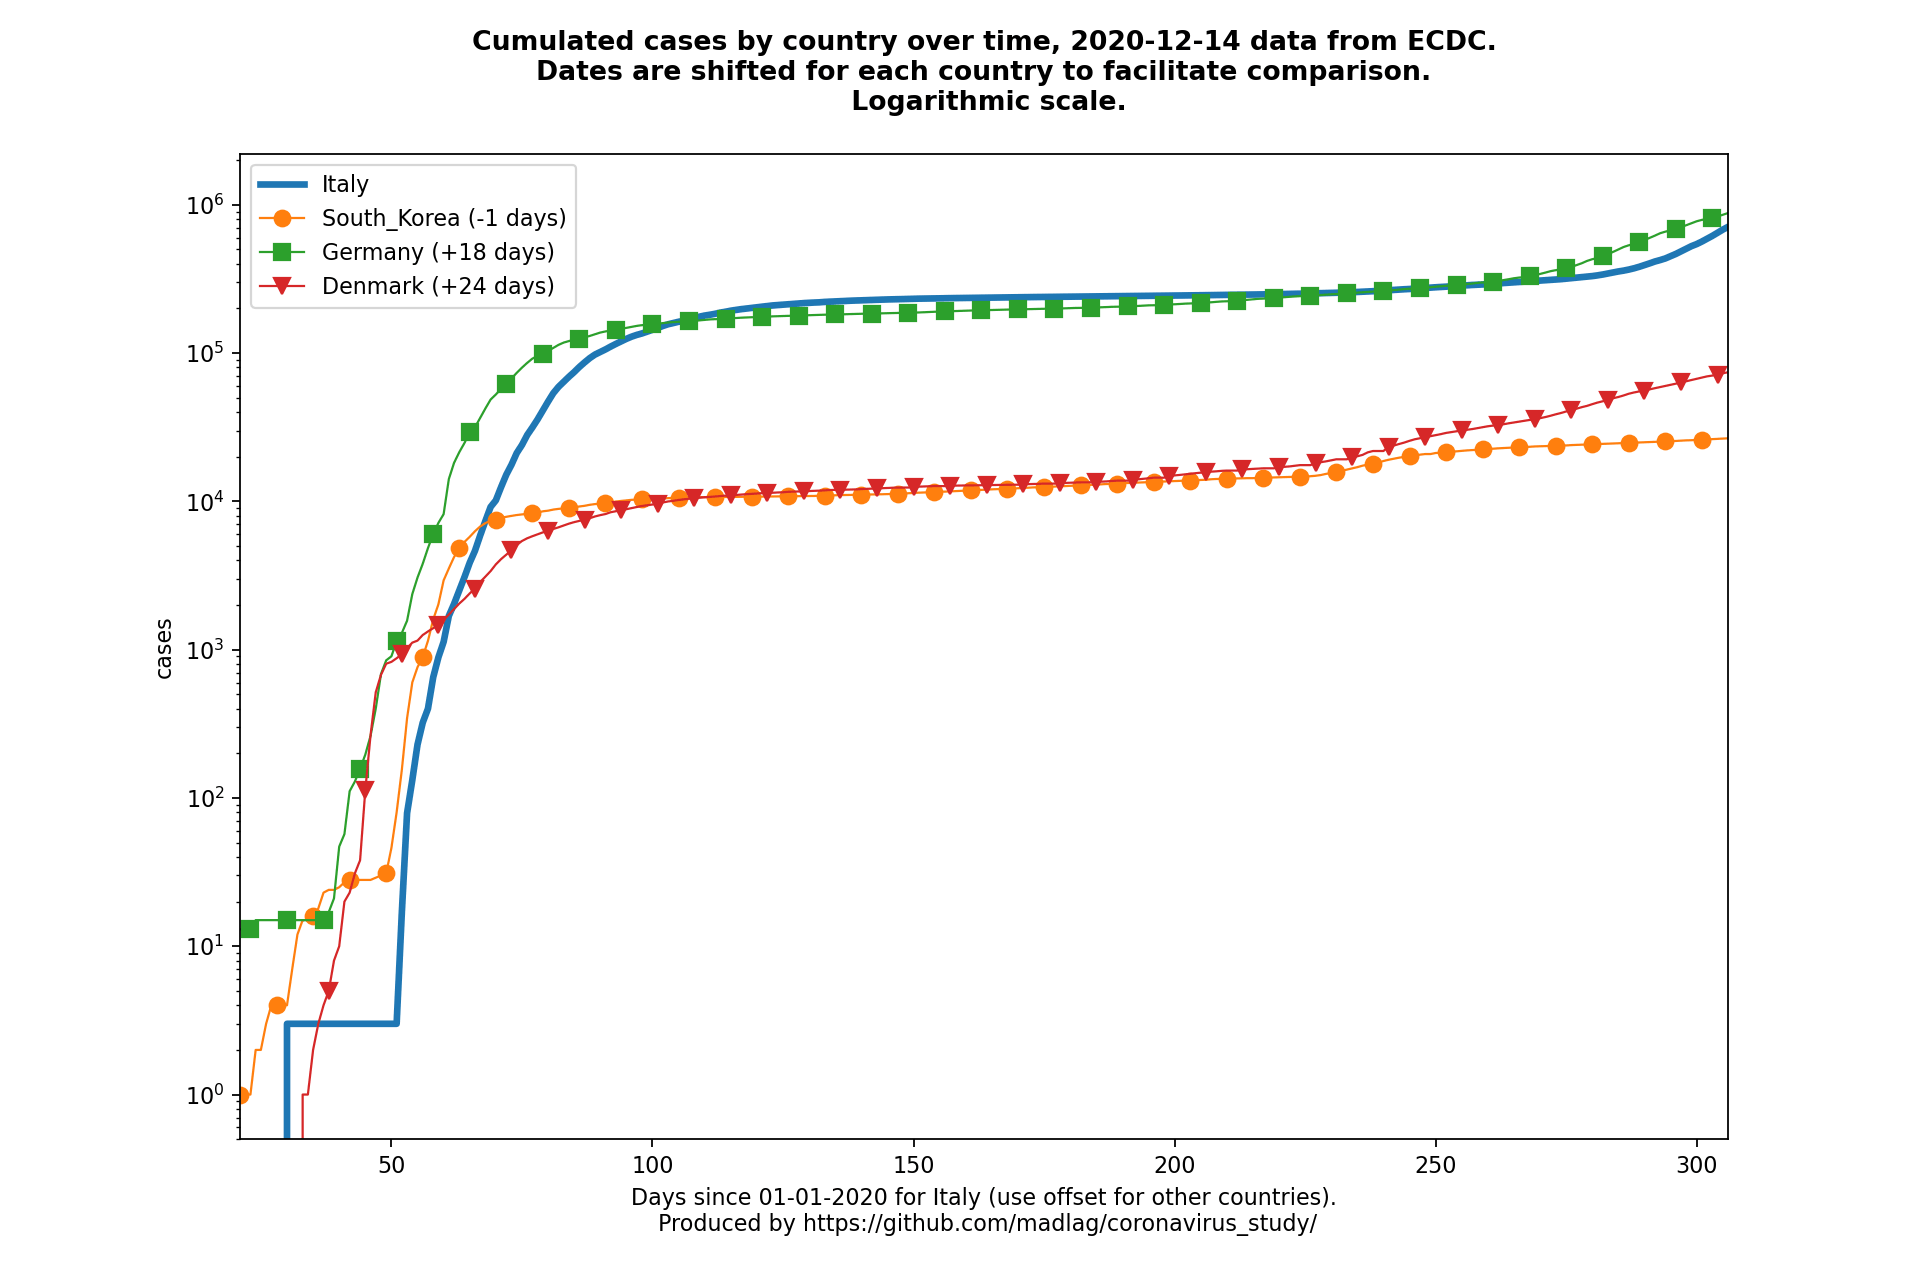 Cumulated cases by country over time, 2020-12-14 data from ECDC.
Dates are shifted for each country to facilitate comparison.
Logarithmic scale.
Italy
South_Korea (-1 days)
Germany (+18 days)
Denmark (+24 days)
10^6
10^5
10^4
10^3
10^2
10^1
10^0
cases
50 100 150 200 250 300
Days since 01-01-2020 for Italy (use offset for other countries).
Produced by https://github.com/madlag/coronavirus_study/